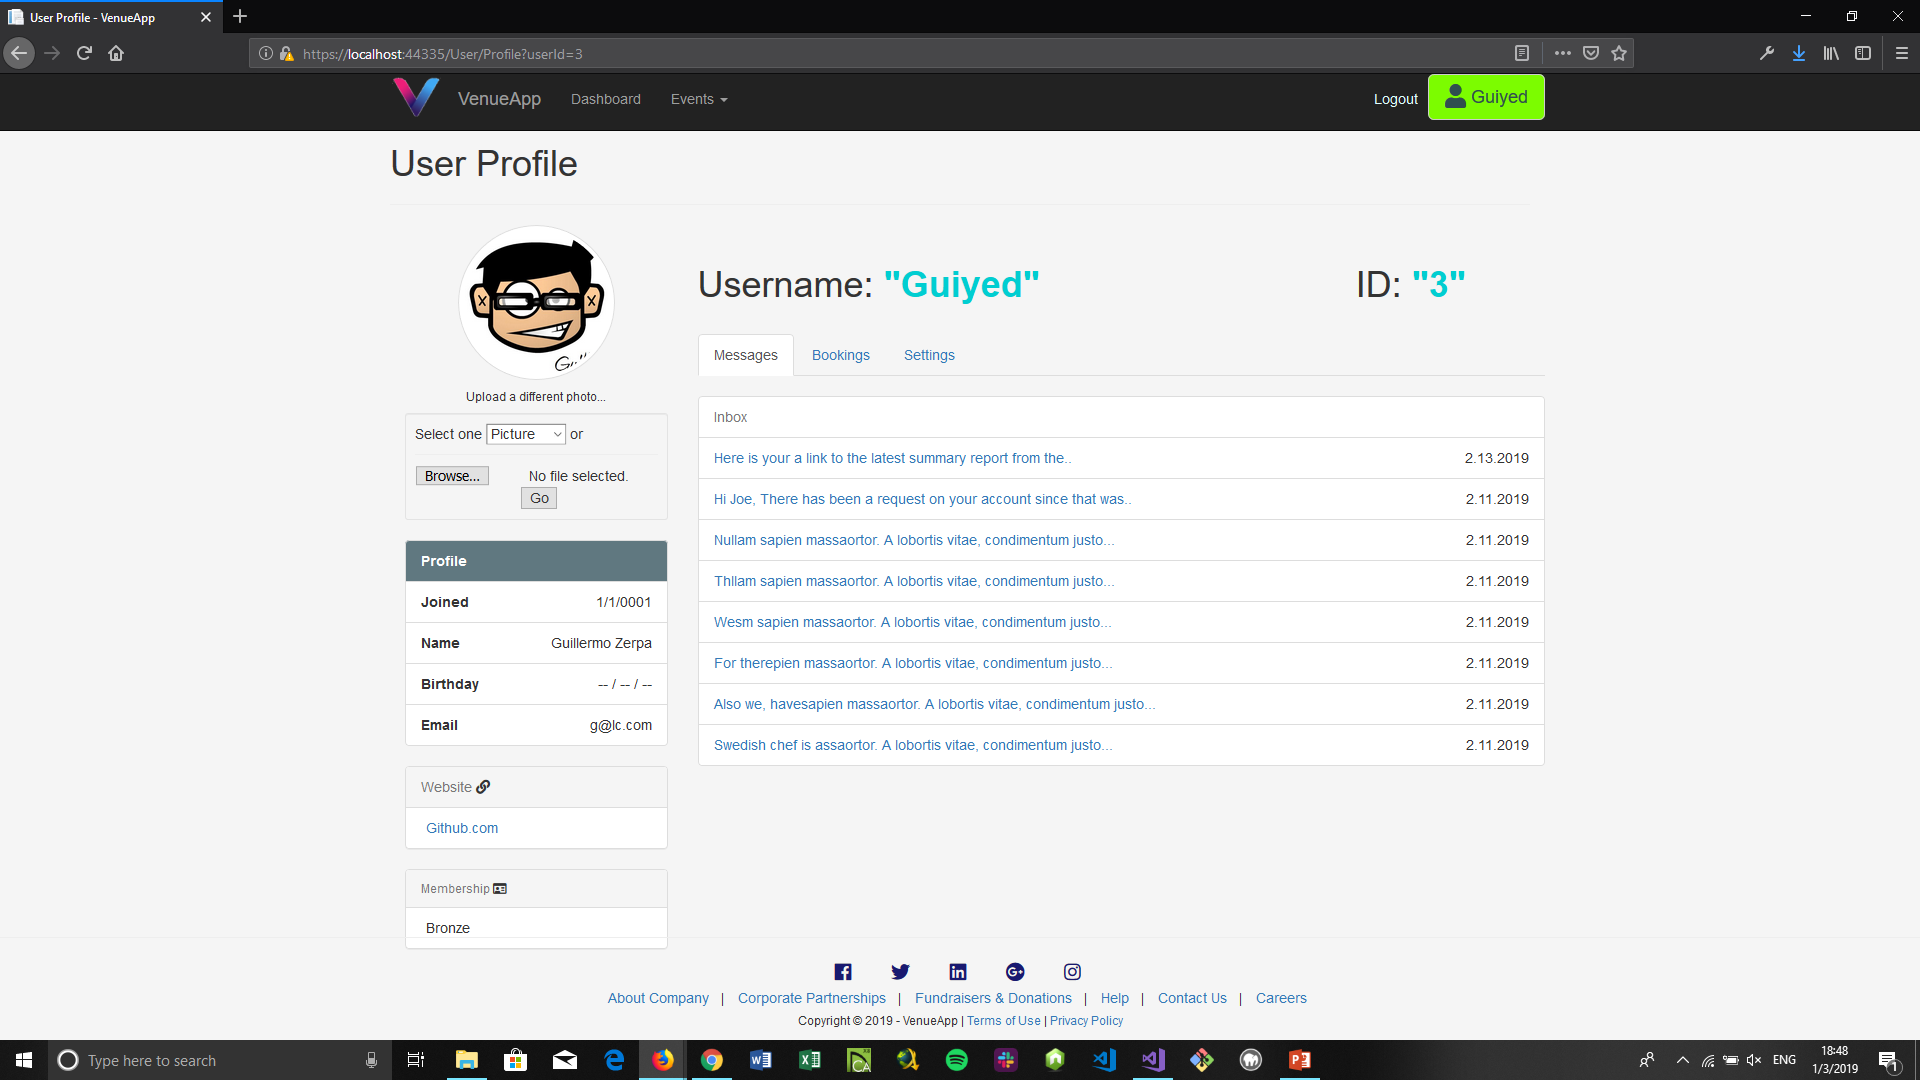 User Profile - VenueApp
https://localhost:44335/User/Profile?userId=3
VenueApp Dashboard Events Logout Guiyed
User Profile
Username: "Guiyed" ID: "3"
Upload a different photo...
Select one Picture or
Browse... No file selected.
Go
Profile
Joined 1/1/0001
Name Guillermo Zerpa
Birthday -- / -- / --
Email g@lc.com
Website
Github.com
Membership
Bronze
Messages Bookings Settings
Inbox
Here is your a link to the latest summary report from the.. 2.13.2019
Hi Joe, There has been a request on your account since that was.. 2.11.2019
Nullam sapien massaortor. A lobortis vitae, condimentum justo... 2.11.2019
Thllam sapien massaortor. A lobortis vitae, condimentum justo... 2.11.2019
Wesm sapien massaortor. A lobortis vitae, condimentum justo... 2.11.2019
For therepien massaortor. A lobortis vitae, condimentum justo... 2.11.2019
Also we, havesapien massaortor. A lobortis vitae, condimentum justo... 2.11.2019
Swedish chef is assaortor. A lobortis vitae, condimentum justo... 2.11.2019
About Company | Corporate Partnerships | Fundraisers & Donations | Help | Contact Us | Careers
Copyright © 2019 - VenueApp | Terms of Use | Privacy Policy
Type here to search
ENG
18:48
1/3/2019
1